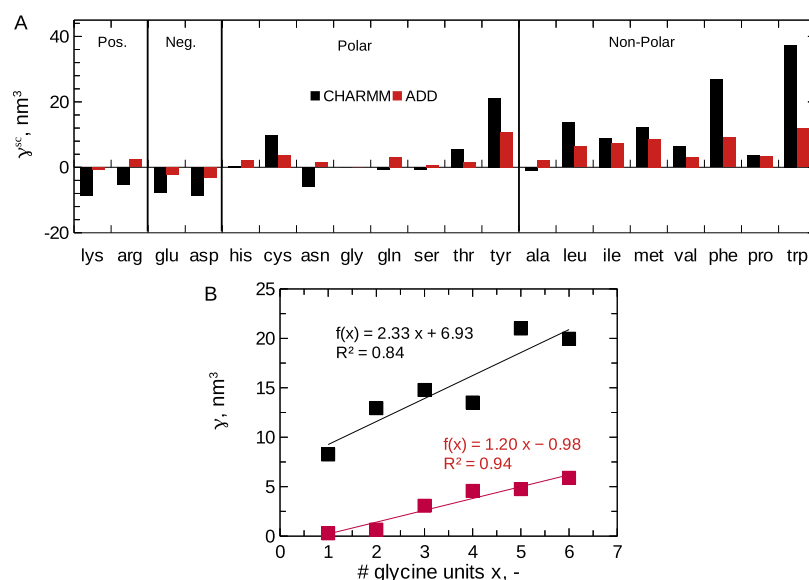 A
Pos.
Neg.
Polar
Non-Polar
CHARMM ADD
γˢᶜ, nm³
40
20
0
-20
lys arg glu asp his cys asn gly gln ser thr tyr ala leu ile met val phe pro trp
B
γ, nm³
25
20
15
10
5
0
f(x) = 2.33 x + 6.93
R² = 0.84
f(x) = 1.20 x − 0.98
R² = 0.94
0 1 2 3 4 5 6 7
# glycine units x, -